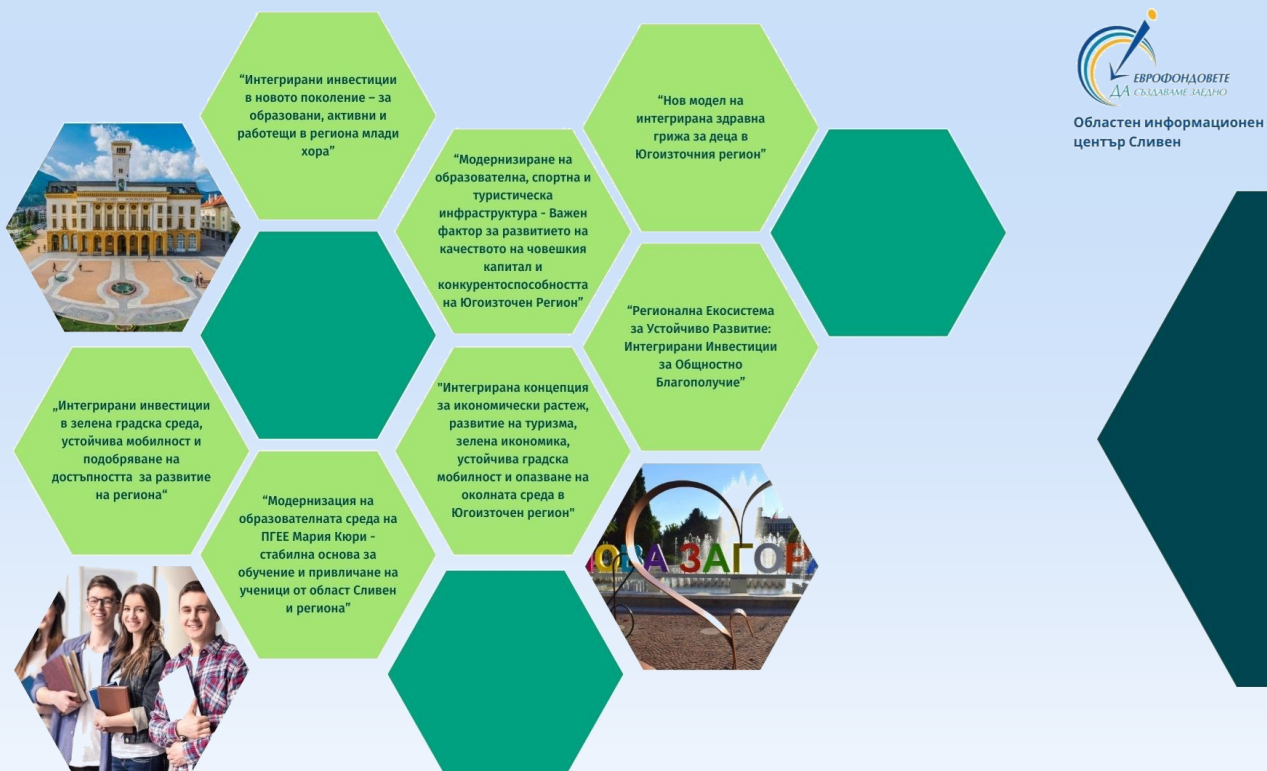 “Интегрирани инвестиции
в новото поколение – за
образовани, активни и
работещи в региона млади
хора”
“Модернизиране на
образователна, спортна и
туристическа
инфраструктура - Важен
фактор за развитието на
качеството на човешкия
капитал и
конкурентоспособността
на Югоизточен Регион”
“Нов модел на
интегрирана здравна
грижа за деца в
Югоизточния регион”
ЕВРОФОНДОВЕТЕ
ДА СЪЗДАВАМЕ ЗАЕДНО
Областен информационен
център Сливен
“Регионална Екосистема
за Устойчиво Развитие:
Интегрирани Инвестиции
за Общностно
Благополучие”
„Интегрирани инвестиции
в зелена градска среда,
устойчива мобилност и
подобряване на
достъпността за развитие
на региона“
"Интегрирана концепция
за икономически растеж,
развитие на туризма,
зелена икономика,
устойчива градска
мобилност и опазване на
околната среда в
Югоизточен регион"
“Модернизация на
образователната среда на
ПГЕЕ Мария Кюри -
стабилна основа за
обучение и привличане на
ученици от област Сливен
и региона”
ОВА ЗАГОР